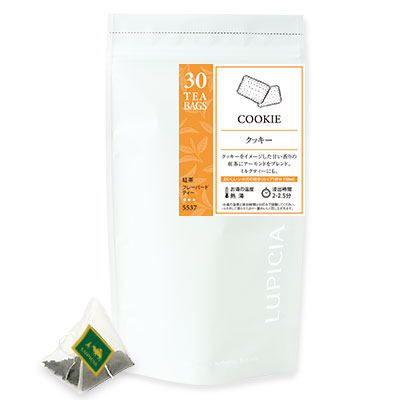 30
TEA
BAGS
紅茶
フレーバード
ティー
5537
COOKIE
クッキー
クッキーをイメージした甘い香りの
紅茶にアーモンドをブレンド。
ミルクティーにも。
お湯の温度
熱湯
浸出時間
2-2.5分
LUPICIA
LUPICIA